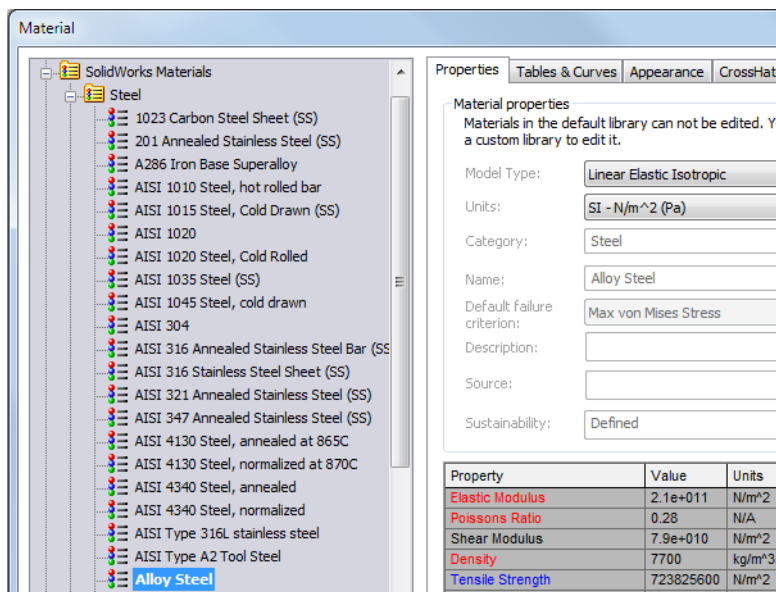 Material
SolidWorks Materials
Steel
1023 Carbon Steel Sheet (SS)
201 Annealed Stainless Steel (SS)
A286 Iron Base Superalloy
AISI 1010 Steel, hot rolled bar
AISI 1015 Steel, Cold Drawn (SS)
AISI 1020
AISI 1020 Steel, Cold Rolled
AISI 1035 Steel (SS)
AISI 1045 Steel, cold drawn
AISI 304
AISI 316 Annealed Stainless Steel Bar (SS
AISI 316 Stainless Steel Sheet (SS)
AISI 321 Annealed Stainless Steel (SS)
AISI 347 Annealed Stainless Steel (SS)
AISI 4130 Steel, annealed at 865C
AISI 4130 Steel, normalized at 870C
AISI 4340 Steel, annealed
AISI 4340 Steel, normalized
AISI Type 316L stainless steel
AISI Type A2 Tool Steel
Alloy Steel
Properties Tables & Curves Appearance CrossHat
Material properties
Materials in the default library can not be edited. Y
a custom library to edit it.
Model Type: Linear Elastic Isotropic
Units: SI - N/m^2 (Pa)
Category: Steel
Name: Alloy Steel
Default failure
criterion: Max von Mises Stress
Description:
Source:
Sustainability: Defined
Property Value Units
Elastic Modulus 2.1e+011 N/m^2
Poissons Ratio 0.28 N/A
Shear Modulus 7.9e+010 N/m^2
Density 7700 kg/m^3
Tensile Strength 723825600 N/m^2